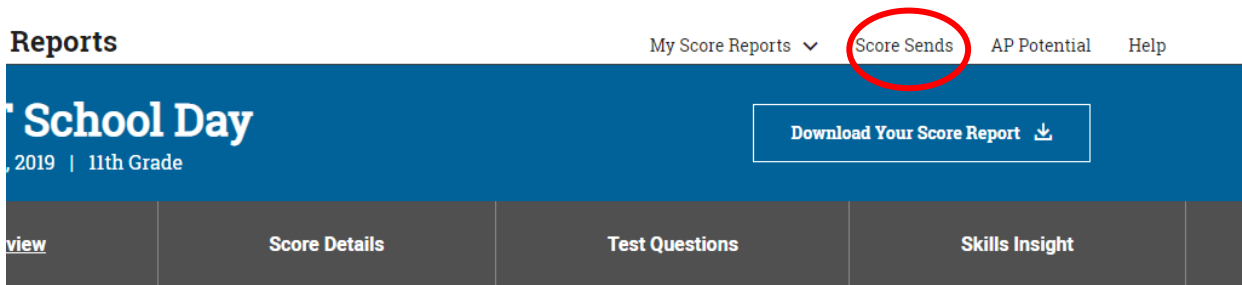 Reports My Score Reports Score Sends AP Potential Help
School Day
Download Your Score Report
, 2019 | 11th Grade
view Score Details Test Questions Skills Insight